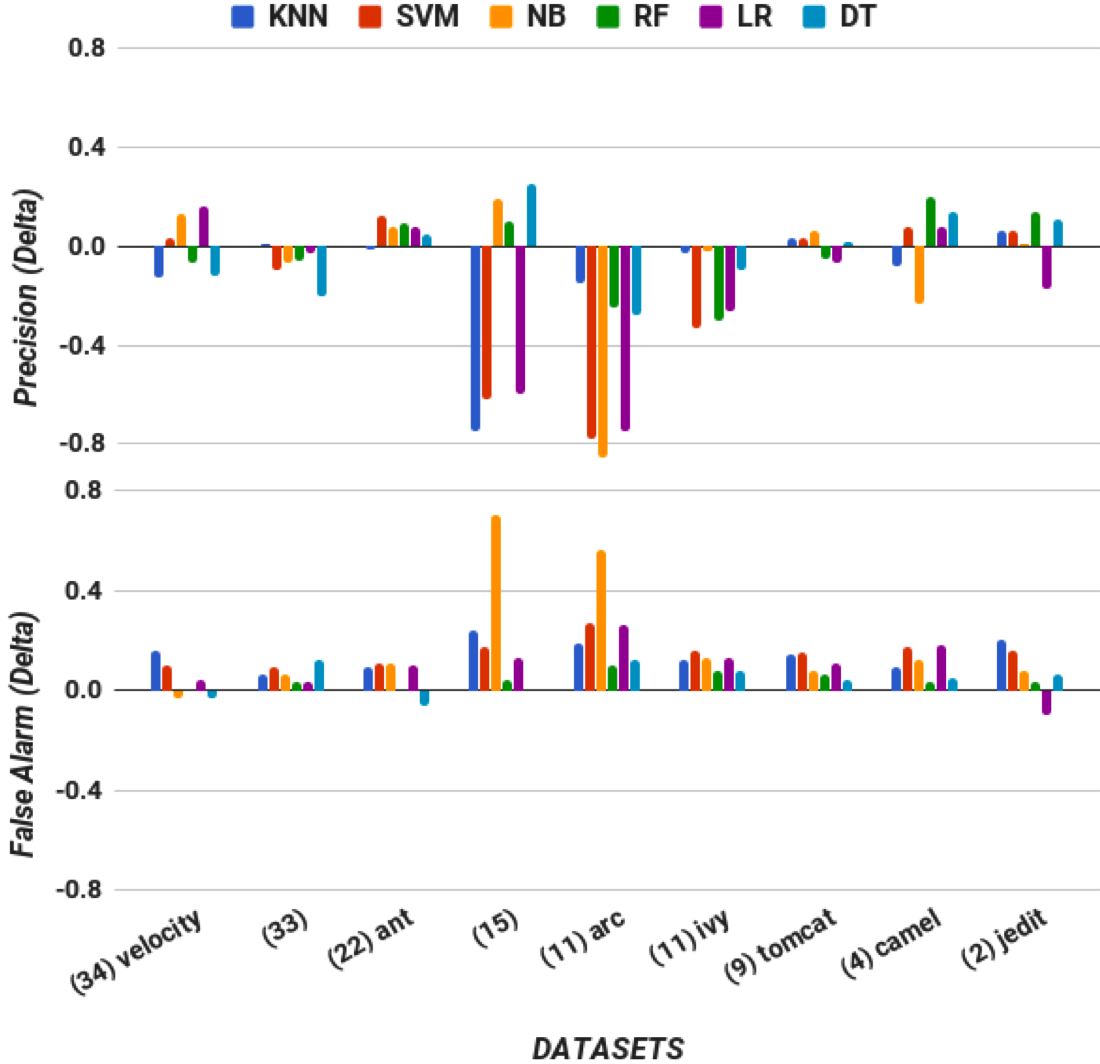 KNN SVM NB RF LR DT
0.8
0.4
0.0
-0.4
-0.8
Precision (Delta)
0.8
0.4
0.0
-0.4
-0.8
False Alarm (Delta)
(34) velocity
(33)
(22) ant
(15)
(11) arc
(11) ivy
(9) tomcat
(4) camel
(2) jedit
DATASETS